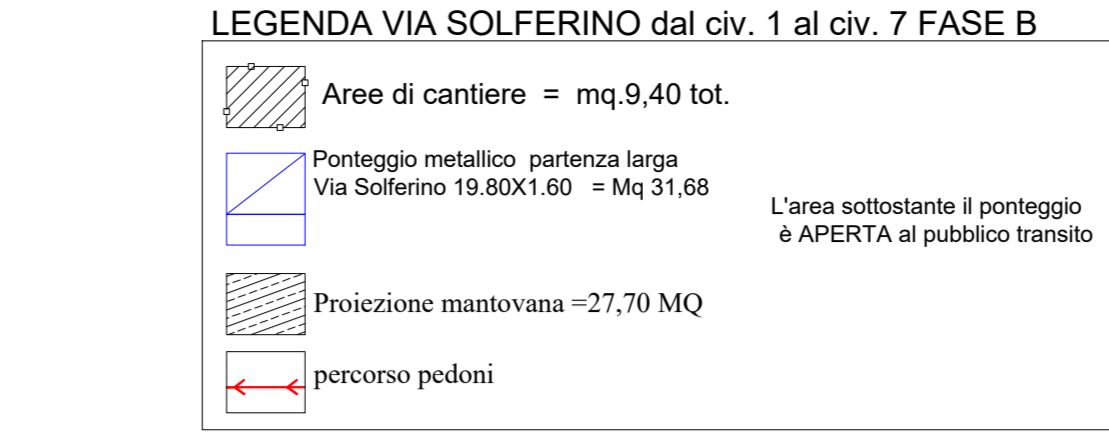 LEGENDA VIA SOLFERINO dal civ. 1 al civ. 7 FASE B
Aree di cantiere = mq.9,40 tot.
Ponteggio metallico partenza larga
Via Solferino 19.80X1.60 = Mq 31,68
L'area sottostante il ponteggio
è APERTA al pubblico transito
Proiezione mantovana =27,70 MQ
percorso pedoni